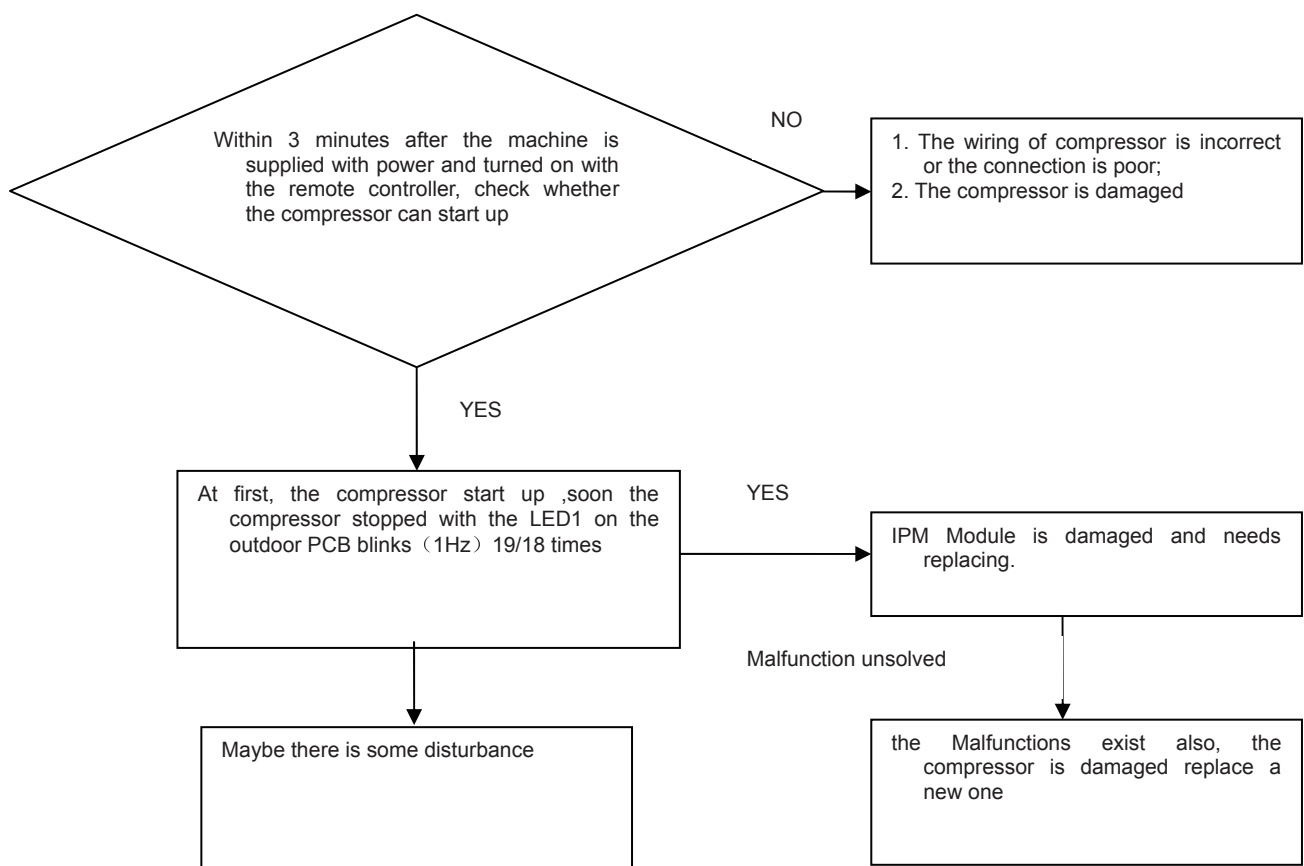 Within 3 minutes after the machine is
supplied with power and turned on with
the remote controller, check whether
the compressor can start up
NO
1. The wiring of compressor is incorrect
or the connection is poor;
2. The compressor is damaged
YES
At first, the compressor start up ,soon the
compressor stopped with the LED1 on the
outdoor PCB blinks（1Hz）19/18 times
YES
IPM Module is damaged and needs
replacing.
Malfunction unsolved
Maybe there is some disturbance
the Malfunctions exist also, the
compressor is damaged replace a
new one